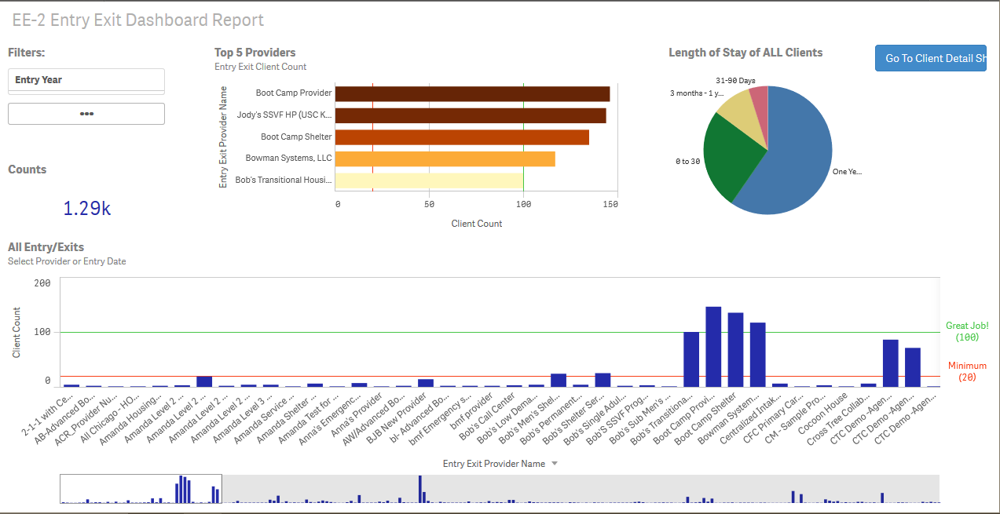 EE-2 Entry Exit Dashboard Report
Filters:
Entry Year
•••
Counts
1.29k
Top 5 Providers
Entry Exit Client Count
Entry Exit Provider Name
Boot Camp Provider
Jody's SSVF HP (USC K...
Boot Camp Shelter
Bowman Systems, LLC
Bob's Transitional Housi...
0 50 100 150
Client Count
Length of Stay of ALL Clients
31-90 Days
3 months - 1 y...
0 to 30
One Ye...
Go To Client Detail Sh
All Entry/Exits
Select Provider or Entry Date
Client Count
200
100
0
Great Job!
(100)
Minimum
(20)
2-1-1 with Ce...
AB-Advanced Bo...
ACR_Provider Nu...
All Chicago - HO...
Amanda Housing...
Amanda Level 2 ...
Amanda Level 2 ...
Amanda Level 2 ...
Amanda Level 2 ...
Amanda Level 3 ...
Amanda Service ...
Amanda Shelter ...
Amanda Test for ...
Anna's Emergenc...
Anna's Provider
AW/Advanced Bo...
BJB New Provider
bl- Advanced Bo...
bmf Emergency S...
bmf provider
Bob's Call Center
Bob's Low Dema...
Bob's Men's Shel...
Bob's Permanent...
Bob's Shelter Ser...
Bob's Single Adul...
Bob'S SSVF Prog...
Bob's Sub Men's ...
Bob's Transitiona...
Boot Camp Provi...
Boot Camp Shelter
Bowman System...
Centralized Intak...
CFC Primary Car...
CM - Sample Pro...
Cocoon House
Cross Tree Collab...
CTC Demo -Agen...
CTC Demo -Agen...
CTC Demo -Agen...
Entry Exit Provider Name